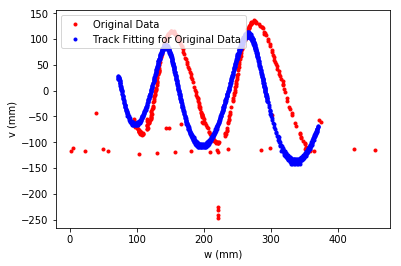 Original Data
Track Fitting for Original Data
150
100
50
0
−50
−100
−150
−200
−250
v (mm)
0 100 200 300 400
w (mm)